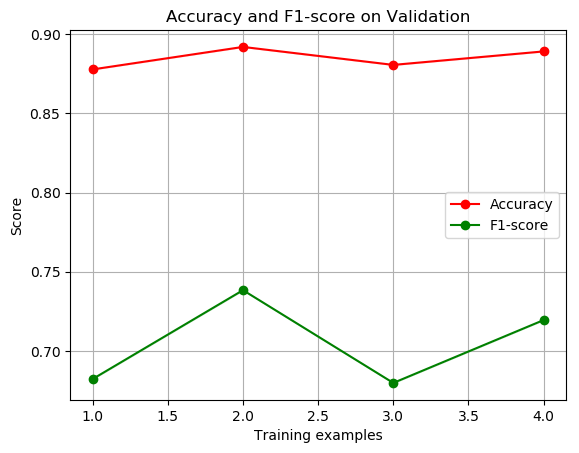 Accuracy and F1-score on Validation
0.90
0.85
0.80
0.75
0.70
Score
Accuracy
F1-score
1.0 1.5 2.0 2.5 3.0 3.5 4.0
Training examples